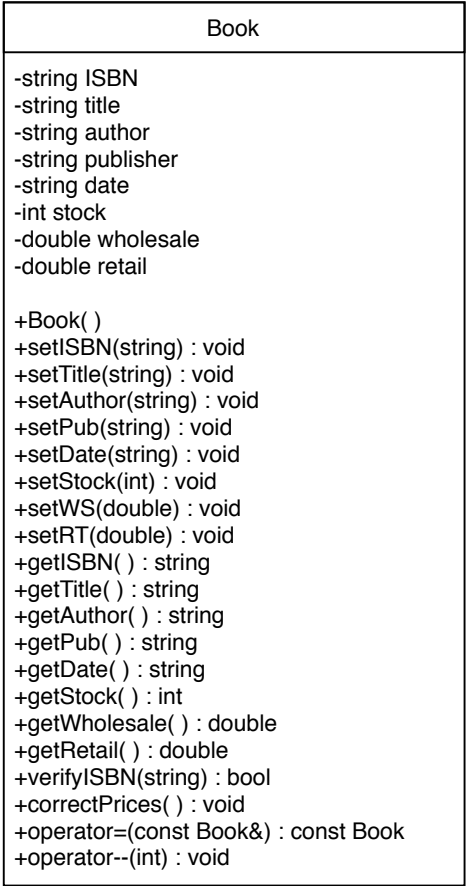 Book
-string ISBN
-string title
-string author
-string publisher
-string date
-int stock
-double wholesale
-double retail
+Book( )
+setISBN(string) : void
+setTitle(string) : void
+setAuthor(string) : void
+setPub(string) : void
+setDate(string) : void
+setStock(int) : void
+setWS(double) : void
+setRT(double) : void
+getISBN( ) : string
+getTitle( ) : string
+getAuthor( ) : string
+getPub( ) : string
+getDate( ) : string
+getStock( ) : int
+getWholesale( ) : double
+getRetail( ) : double
+verifyISBN(string) : bool
+correctPrices( ) : void
+operator=(const Book&) : const Book
+operator--(int) : void